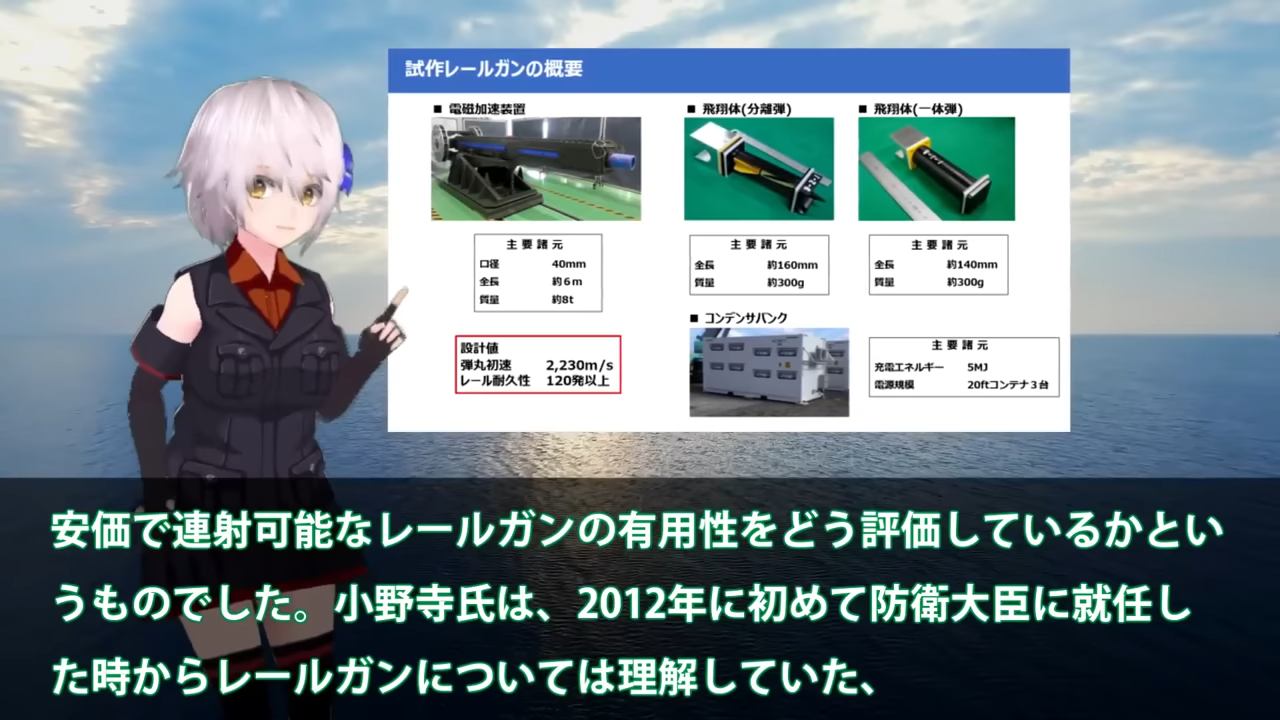 試作レールガンの概要
■ 電磁加速装置
主要諸元
口径 40mm
全長 約6m
質量 約8t
設計値
弾丸初速 2,230m/s
レール耐久性 120発以上
■ 飛翔体(分離弾)
主要諸元
全長 約160mm
質量 約300g
■ 飛翔体(一体弾)
主要諸元
全長 約140mm
質量 約300g
■ コンデンサバンク
主要諸元
充電エネルギー 5MJ
電源規模 20ftコンテナ3台
安価で連射可能なレールガンの有用性をどう評価しているかとい
うものでした。小野寺氏は、2012年に初めて防衛大臣に就任し
た時からレールガンについては理解していた、